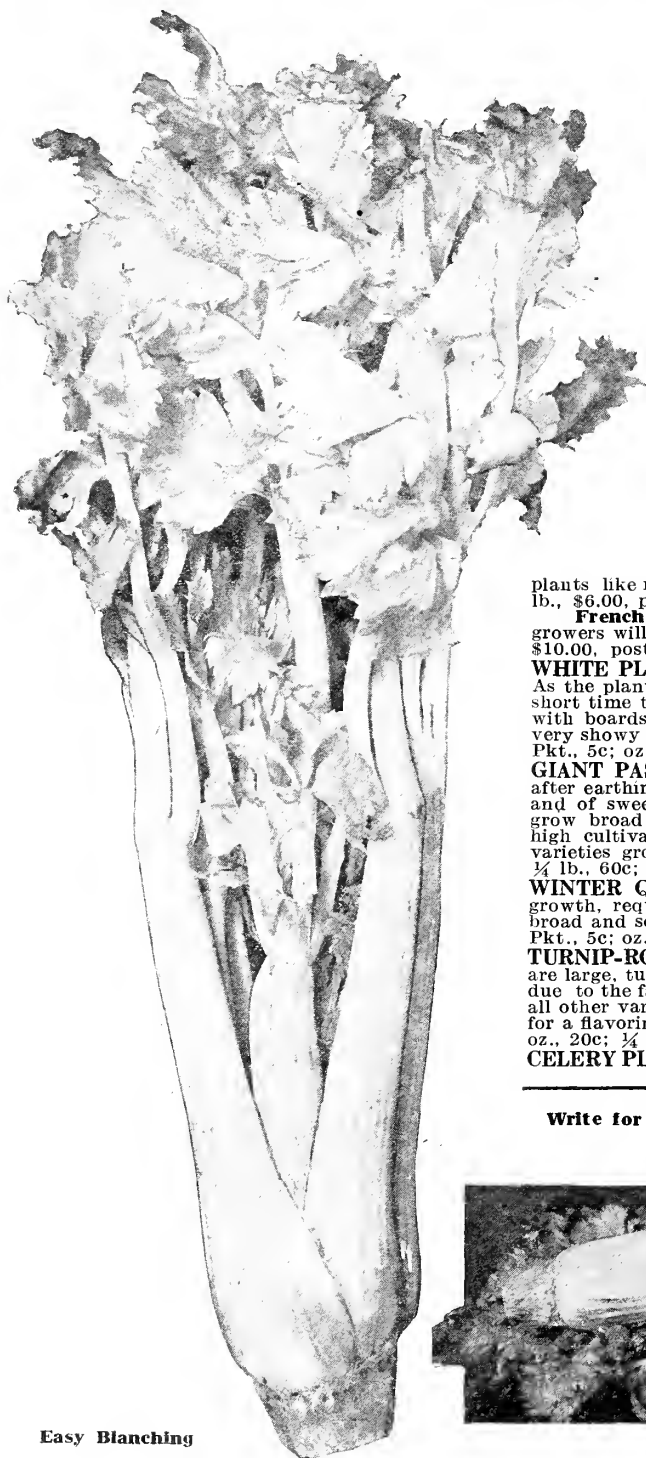 plants like
lb., $6.00,
French
growers will
$10.00, post
WHITE PL
As the plant
short time t
with boards
very showy
Pkt., 5c; oz.
GIANT PAS
after earthin
and of swee
grow broad
high cultiva
varieties gro
¼ lb., 60c;
WINTER Q
growth, req
broad and s
Pkt., 5c; oz.
TURNIP-RO
are large, tu
due to the fa
all other var
for a flavorin
oz., 20c; ¼
CELERY PL
Write for
Easy Blanching